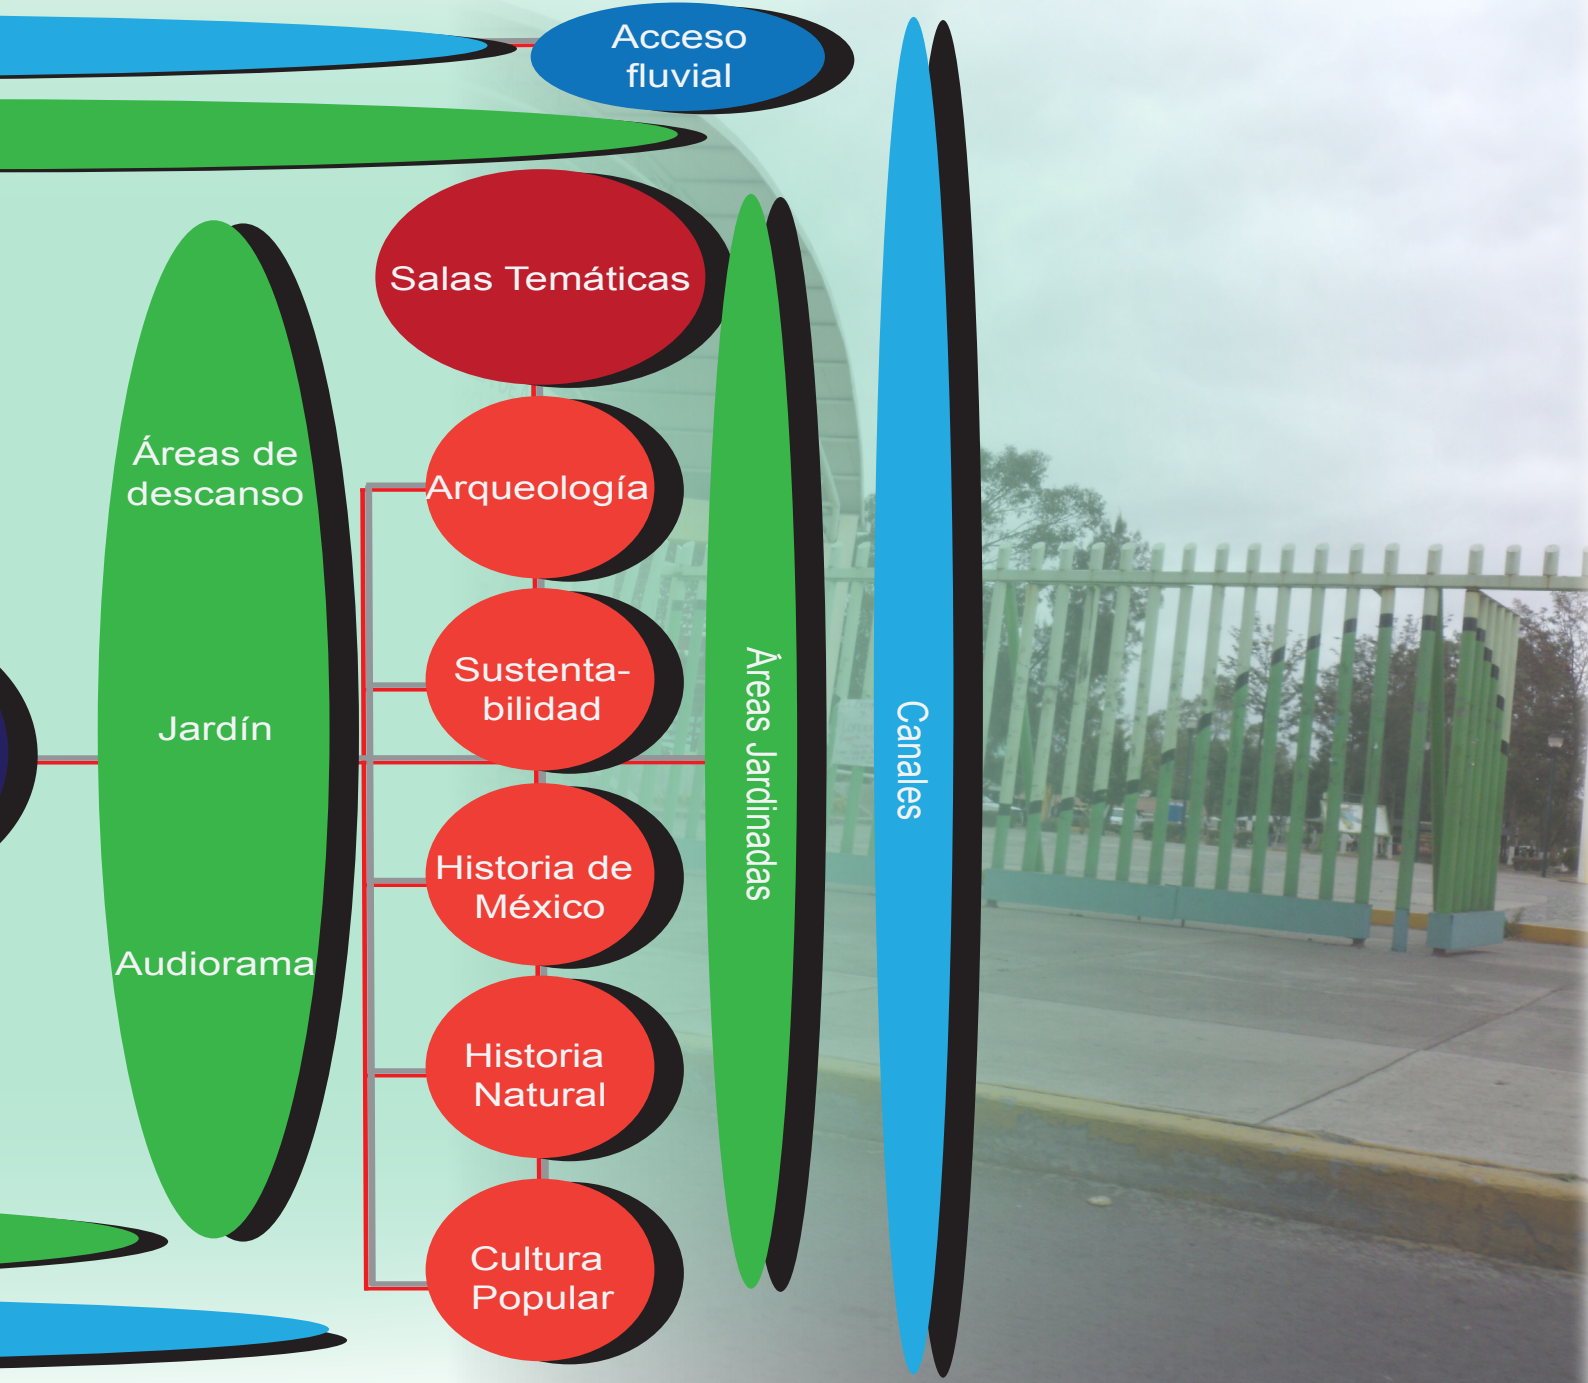 Acceso
fluvial
Salas Temáticas
Áreas de
descanso
Arqueología
Sustenta-
bilidad
Jardín
Áreas Jardinadas
Canales
Historia de
México
Audiorama
Historia
Natural
Cultura
Popular